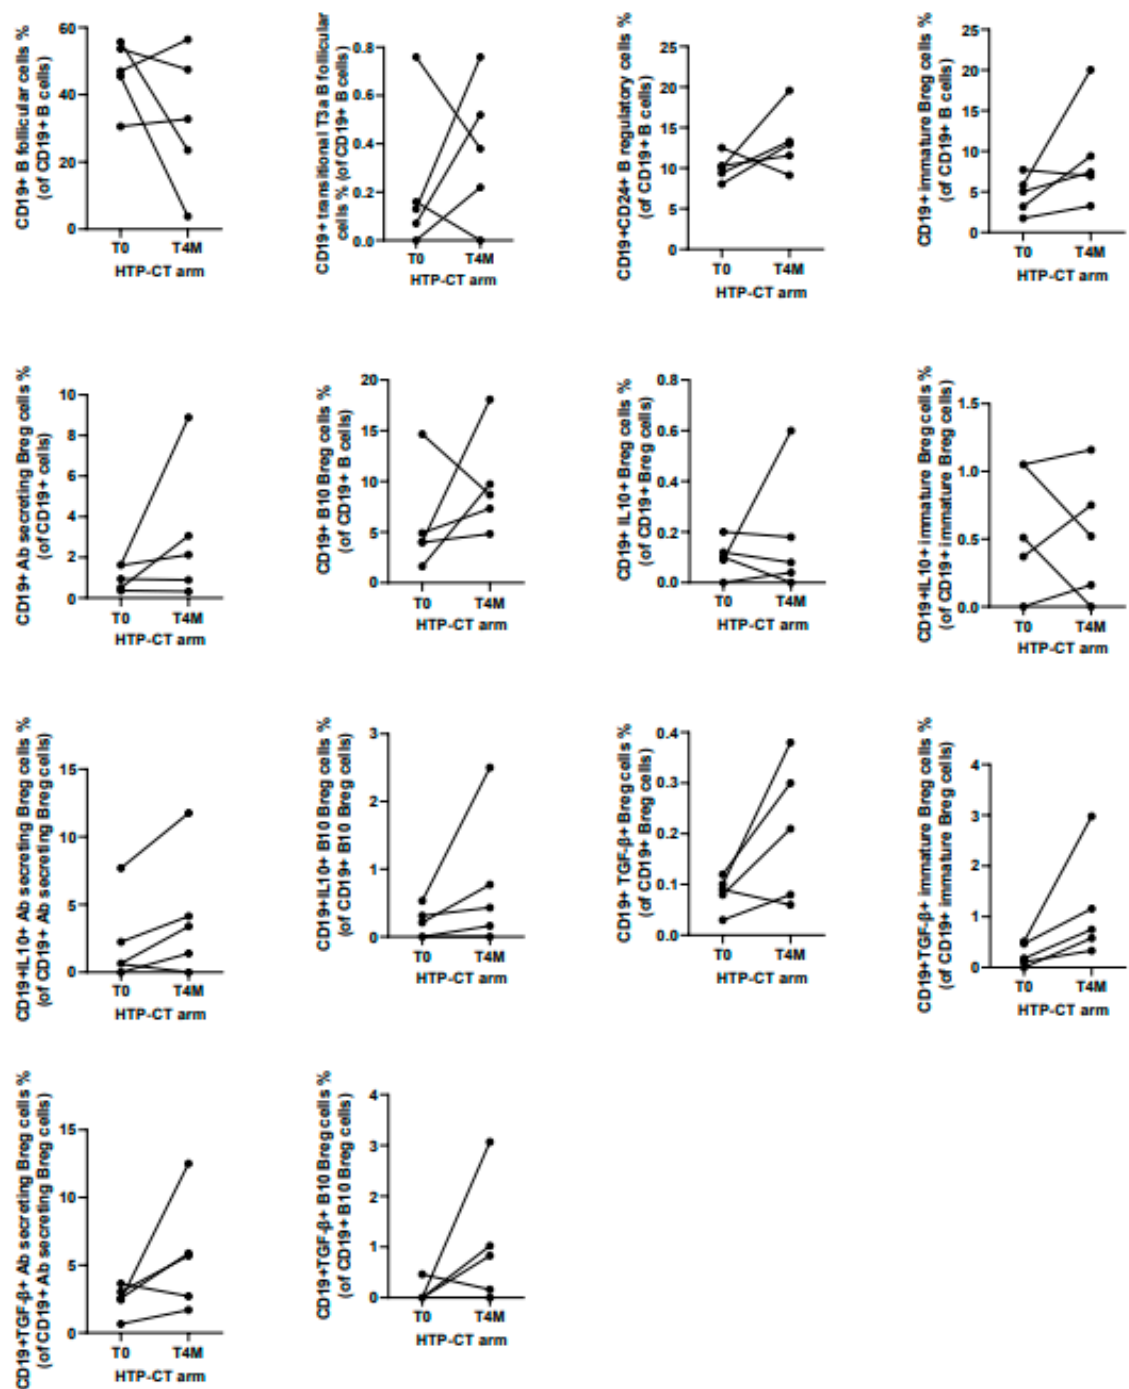 CD19+ B follicular cells %
(of CD19+ B cells)
60
40
20
0
T0 T4M
HTP-CT arm
CD19+ transitional T3a B follicular
cells % (of CD19+ B cells)
0.8
0.6
0.4
0.2
0.0
T0 T4M
HTP-CT arm
CD19+CD24+ B regulatory cells %
(of CD19+ B cells)
25
20
15
10
5
0
T0 T4M
HTP-CT arm
CD19+ immature Breg cells %
(of CD19+ B cells)
25
20
15
10
5
0
T0 T4M
HTP-CT arm
CD19+ Ab secreting Breg cells %
(of CD19+ cells)
10
8
6
4
2
0
T0 T4M
HTP-CT arm
CD19+ B10 Breg cells %
(of CD19+ B cells)
20
15
10
5
0
T0 T4M
HTP-CT arm
CD19+ IL10+ Breg cells %
(of CD19+ Breg cells)
0.8
0.6
0.4
0.2
0.0
T0 T4M
HTP-CT arm
CD19+IL10+ immature Breg cells %
(of CD19+ immature Breg cells)
1.5
1.0
0.5
0.0
T0 T4M
HTP-CT arm
CD19+IL10+ Ab secreting Breg cells %
(of CD19+ Ab secreting Breg cells)
15
10
5
0
T0 T4M
HTP-CT arm
CD19+IL10+ B10 Breg cells %
(of CD19+ B10 Breg cells)
3
2
1
0
T0 T4M
HTP-CT arm
CD19+ TGF-β+ Breg cells %
(of CD19+ Breg cells)
0.4
0.3
0.2
0.1
0.0
T0 T4M
HTP-CT arm
CD19+TGF-β+ immature Breg cells %
(of CD19+ immature Breg cells)
4
3
2
1
0
T0 T4M
HTP-CT arm
CD19+TGF-β+ Ab secreting Breg cells %
(of CD19+ Ab secreting Breg cells)
15
10
5
0
T0 T4M
HTP-CT arm
CD19+TGF-β+ B10 Breg cells %
(of CD19+ B10 Breg cells)
4
3
2
1
0
T0 T4M
HTP-CT arm